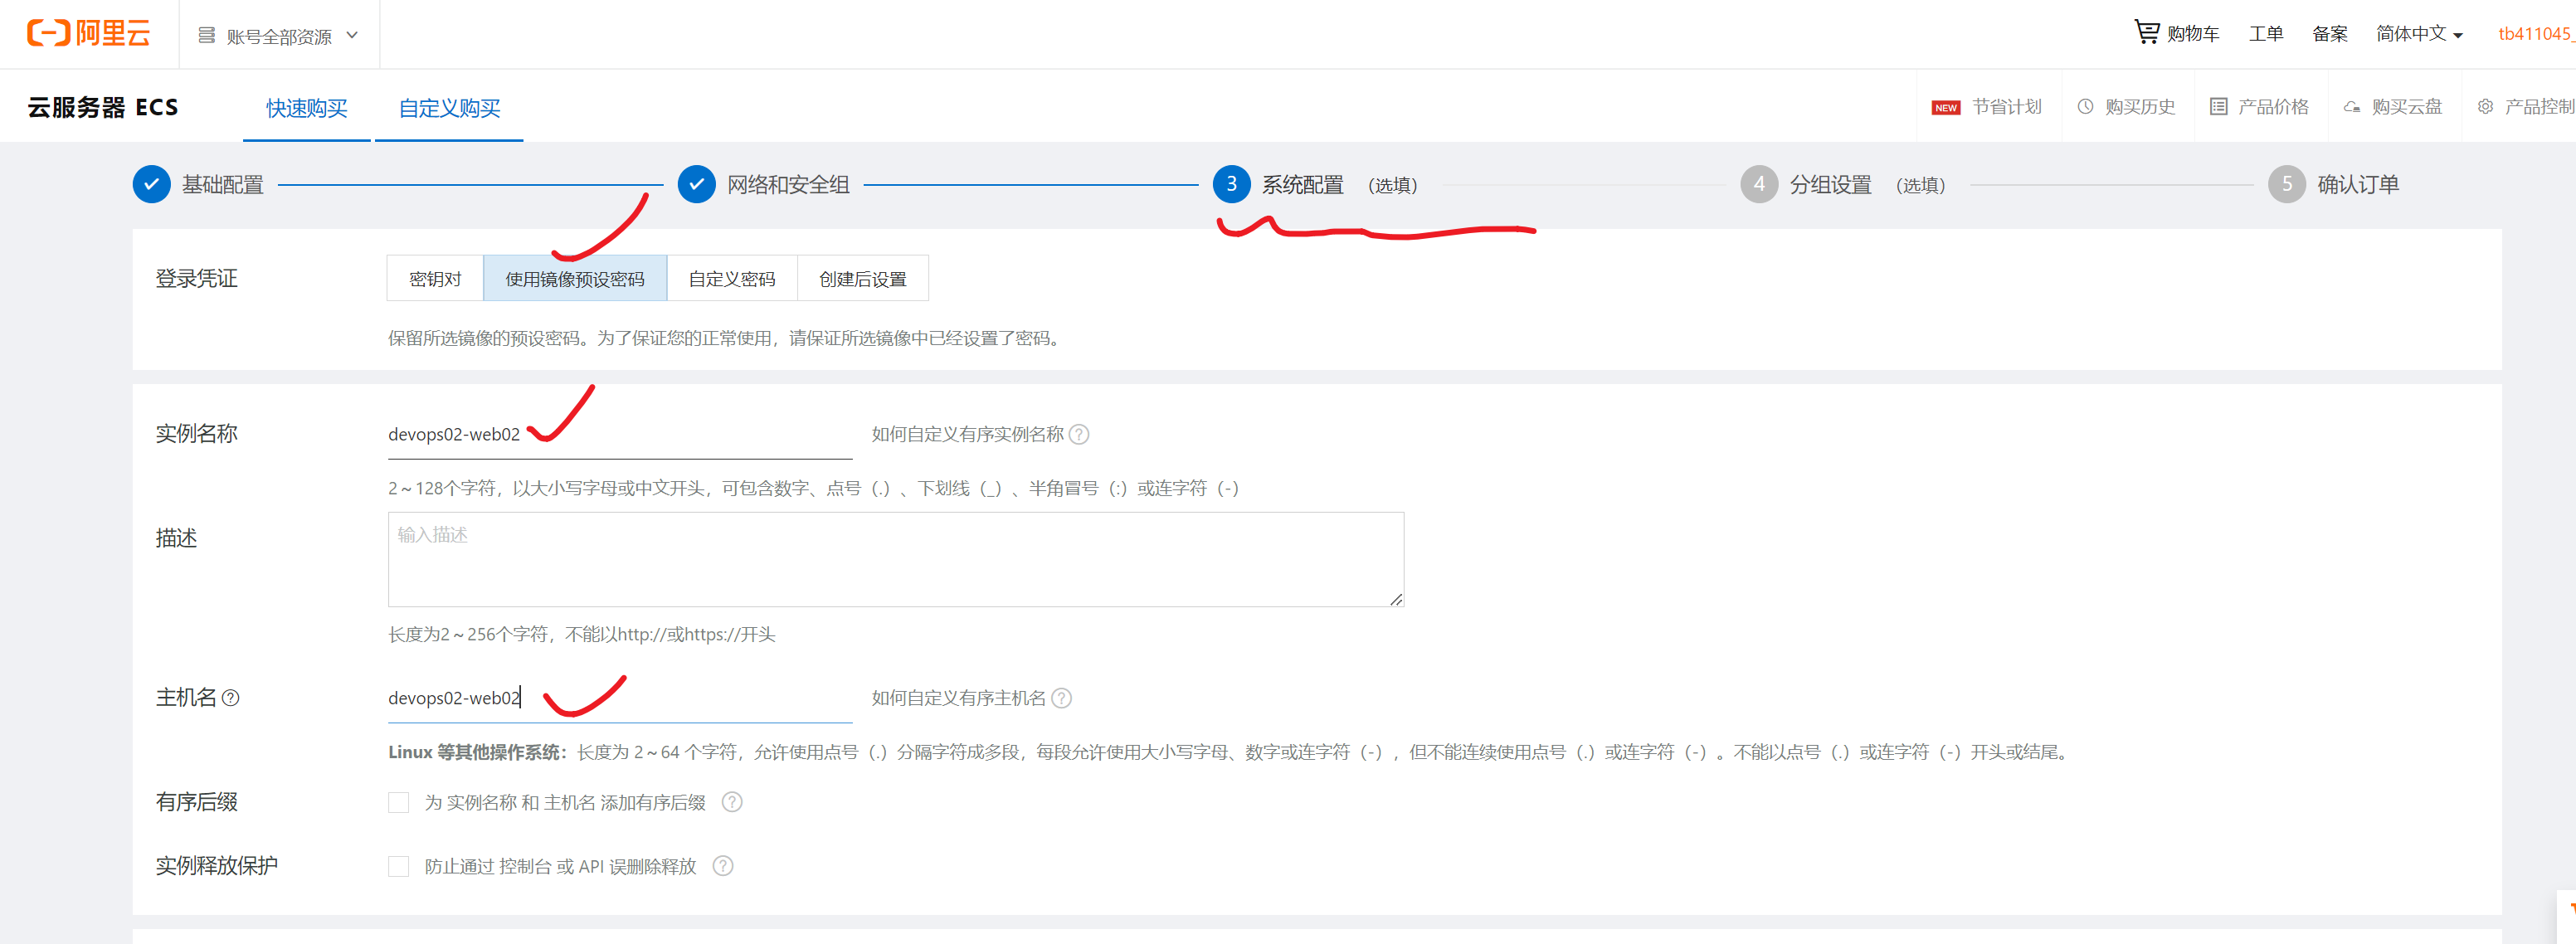 阿里云 账号全部资源 购物车 工单 备案 简体中文 tb411045_
云服务器 ECS 快速购买 自定义购买 NEW 节省计划 购买历史 产品价格 购买云盘 产品控制
基础配置 网络和安全组 3 系统配置 （选填） 4 分组设置 （选填） 5 确认订单
登录凭证 密钥对 使用镜像预设密码 自定义密码 创建后设置
保留所选镜像的预设密码。为了保证您的正常使用，请保证所选镜像中已经设置了密码。
实例名称 devops02-web02 如何自定义有序实例名称 ?
2～128个字符，以大小写字母或中文开头，可包含数字、点号（.）、下划线（_）、半角冒号（:）或连字符（-）
描述 输入描述
长度为2～256个字符，不能以http://或https://开头
主机名 ? devops02-web02 如何自定义有序主机名 ?
Linux 等其他操作系统：长度为 2～64 个字符，允许使用点号（.）分隔字符成多段，每段允许使用大小写字母、数字或连字符（-），但不能连续使用点号（.）或连字符（-）。不能以点号（.）或连字符（-）开头或结尾。
有序后缀 为 实例名称 和 主机名 添加有序后缀 ?
实例释放保护 防止通过 控制台 或 API 误删除释放 ?